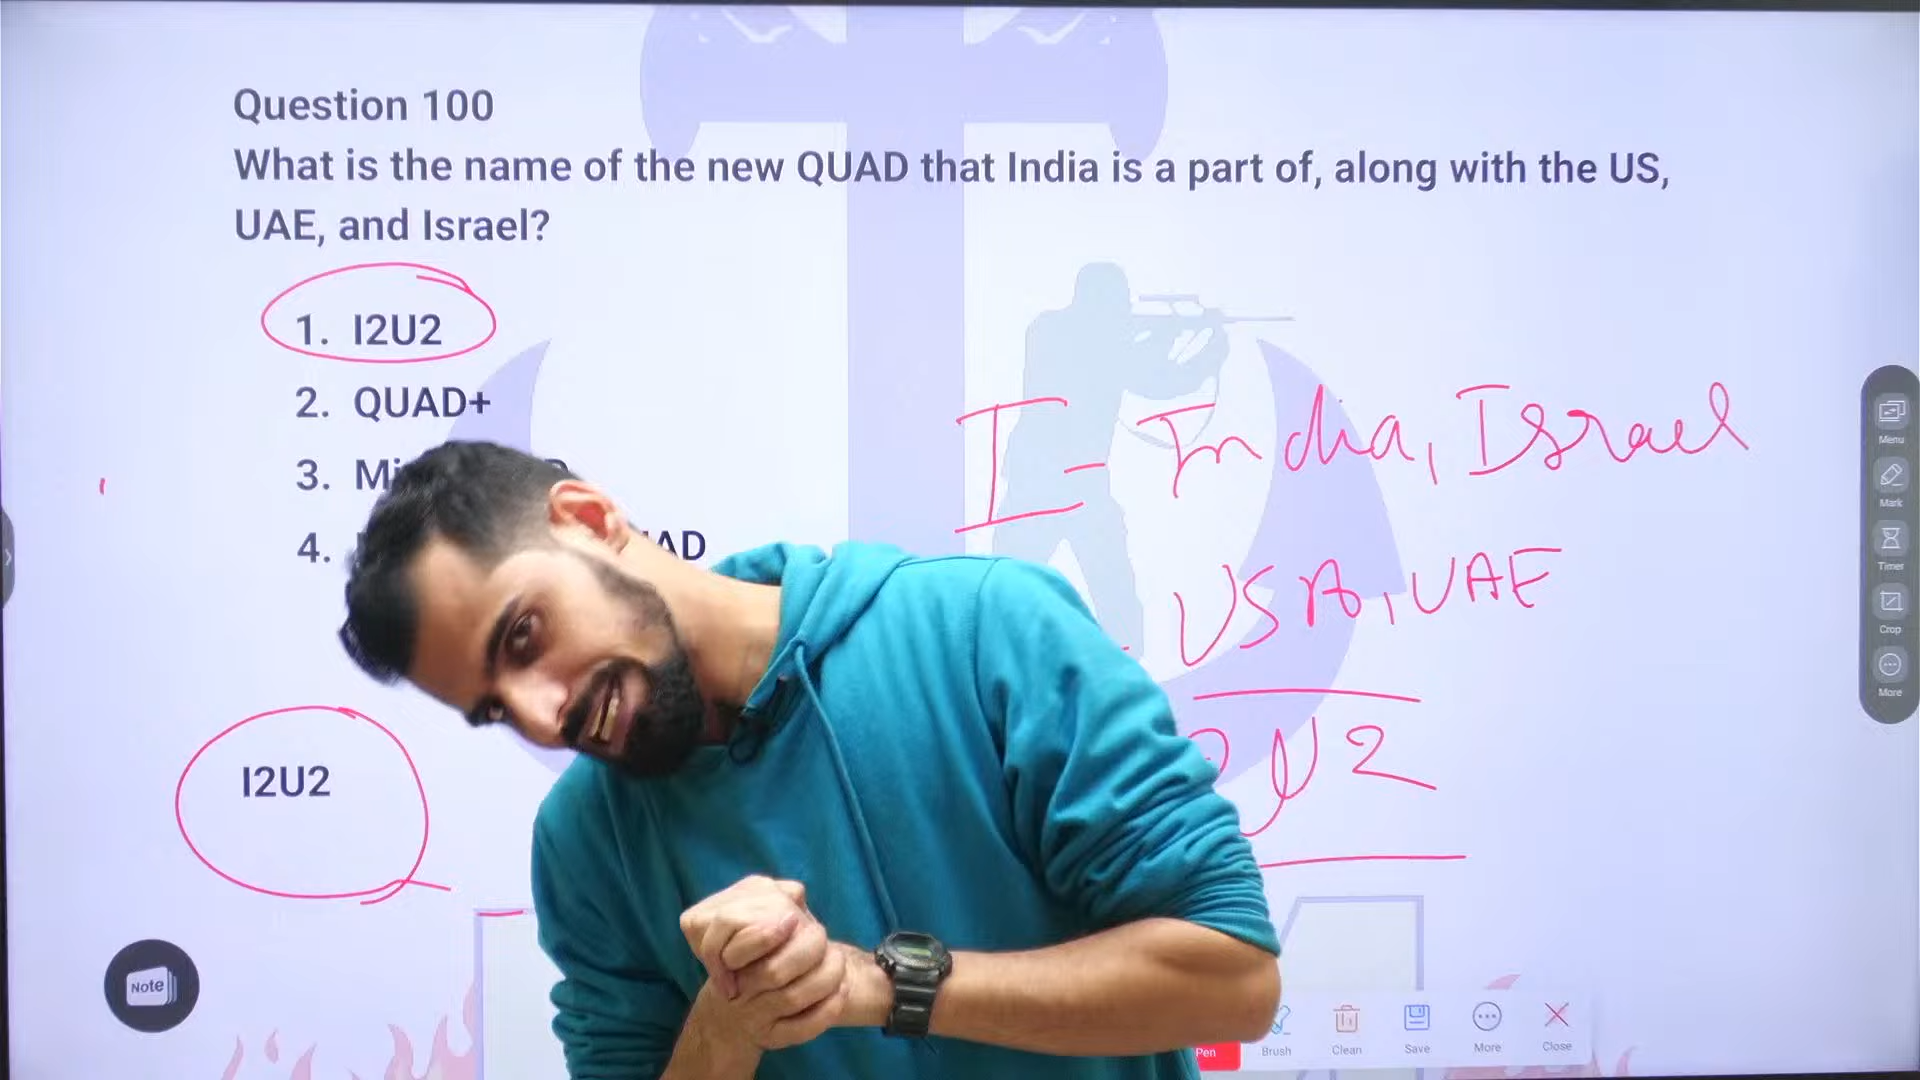 Question 100
What is the name of the new QUAD that India is a part of, along with the US,
UAE, and Israel?
1. I2U2
2. QUAD+
3.
4.
I - India, Israel
USA, UAE
U2
I2U2
Note
Menu
Mark
Timer
Crop
More
Pen
Brush
Clean
Save
More
Close